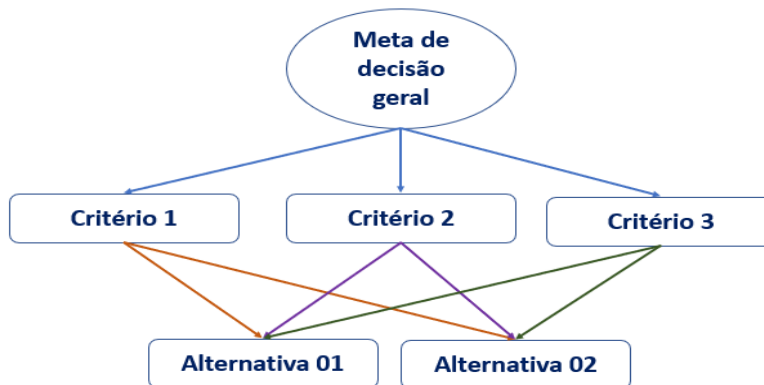 Meta de
decisão
geral
Critério 1
Critério 2
Critério 3
Alternativa 01
Alternativa 02